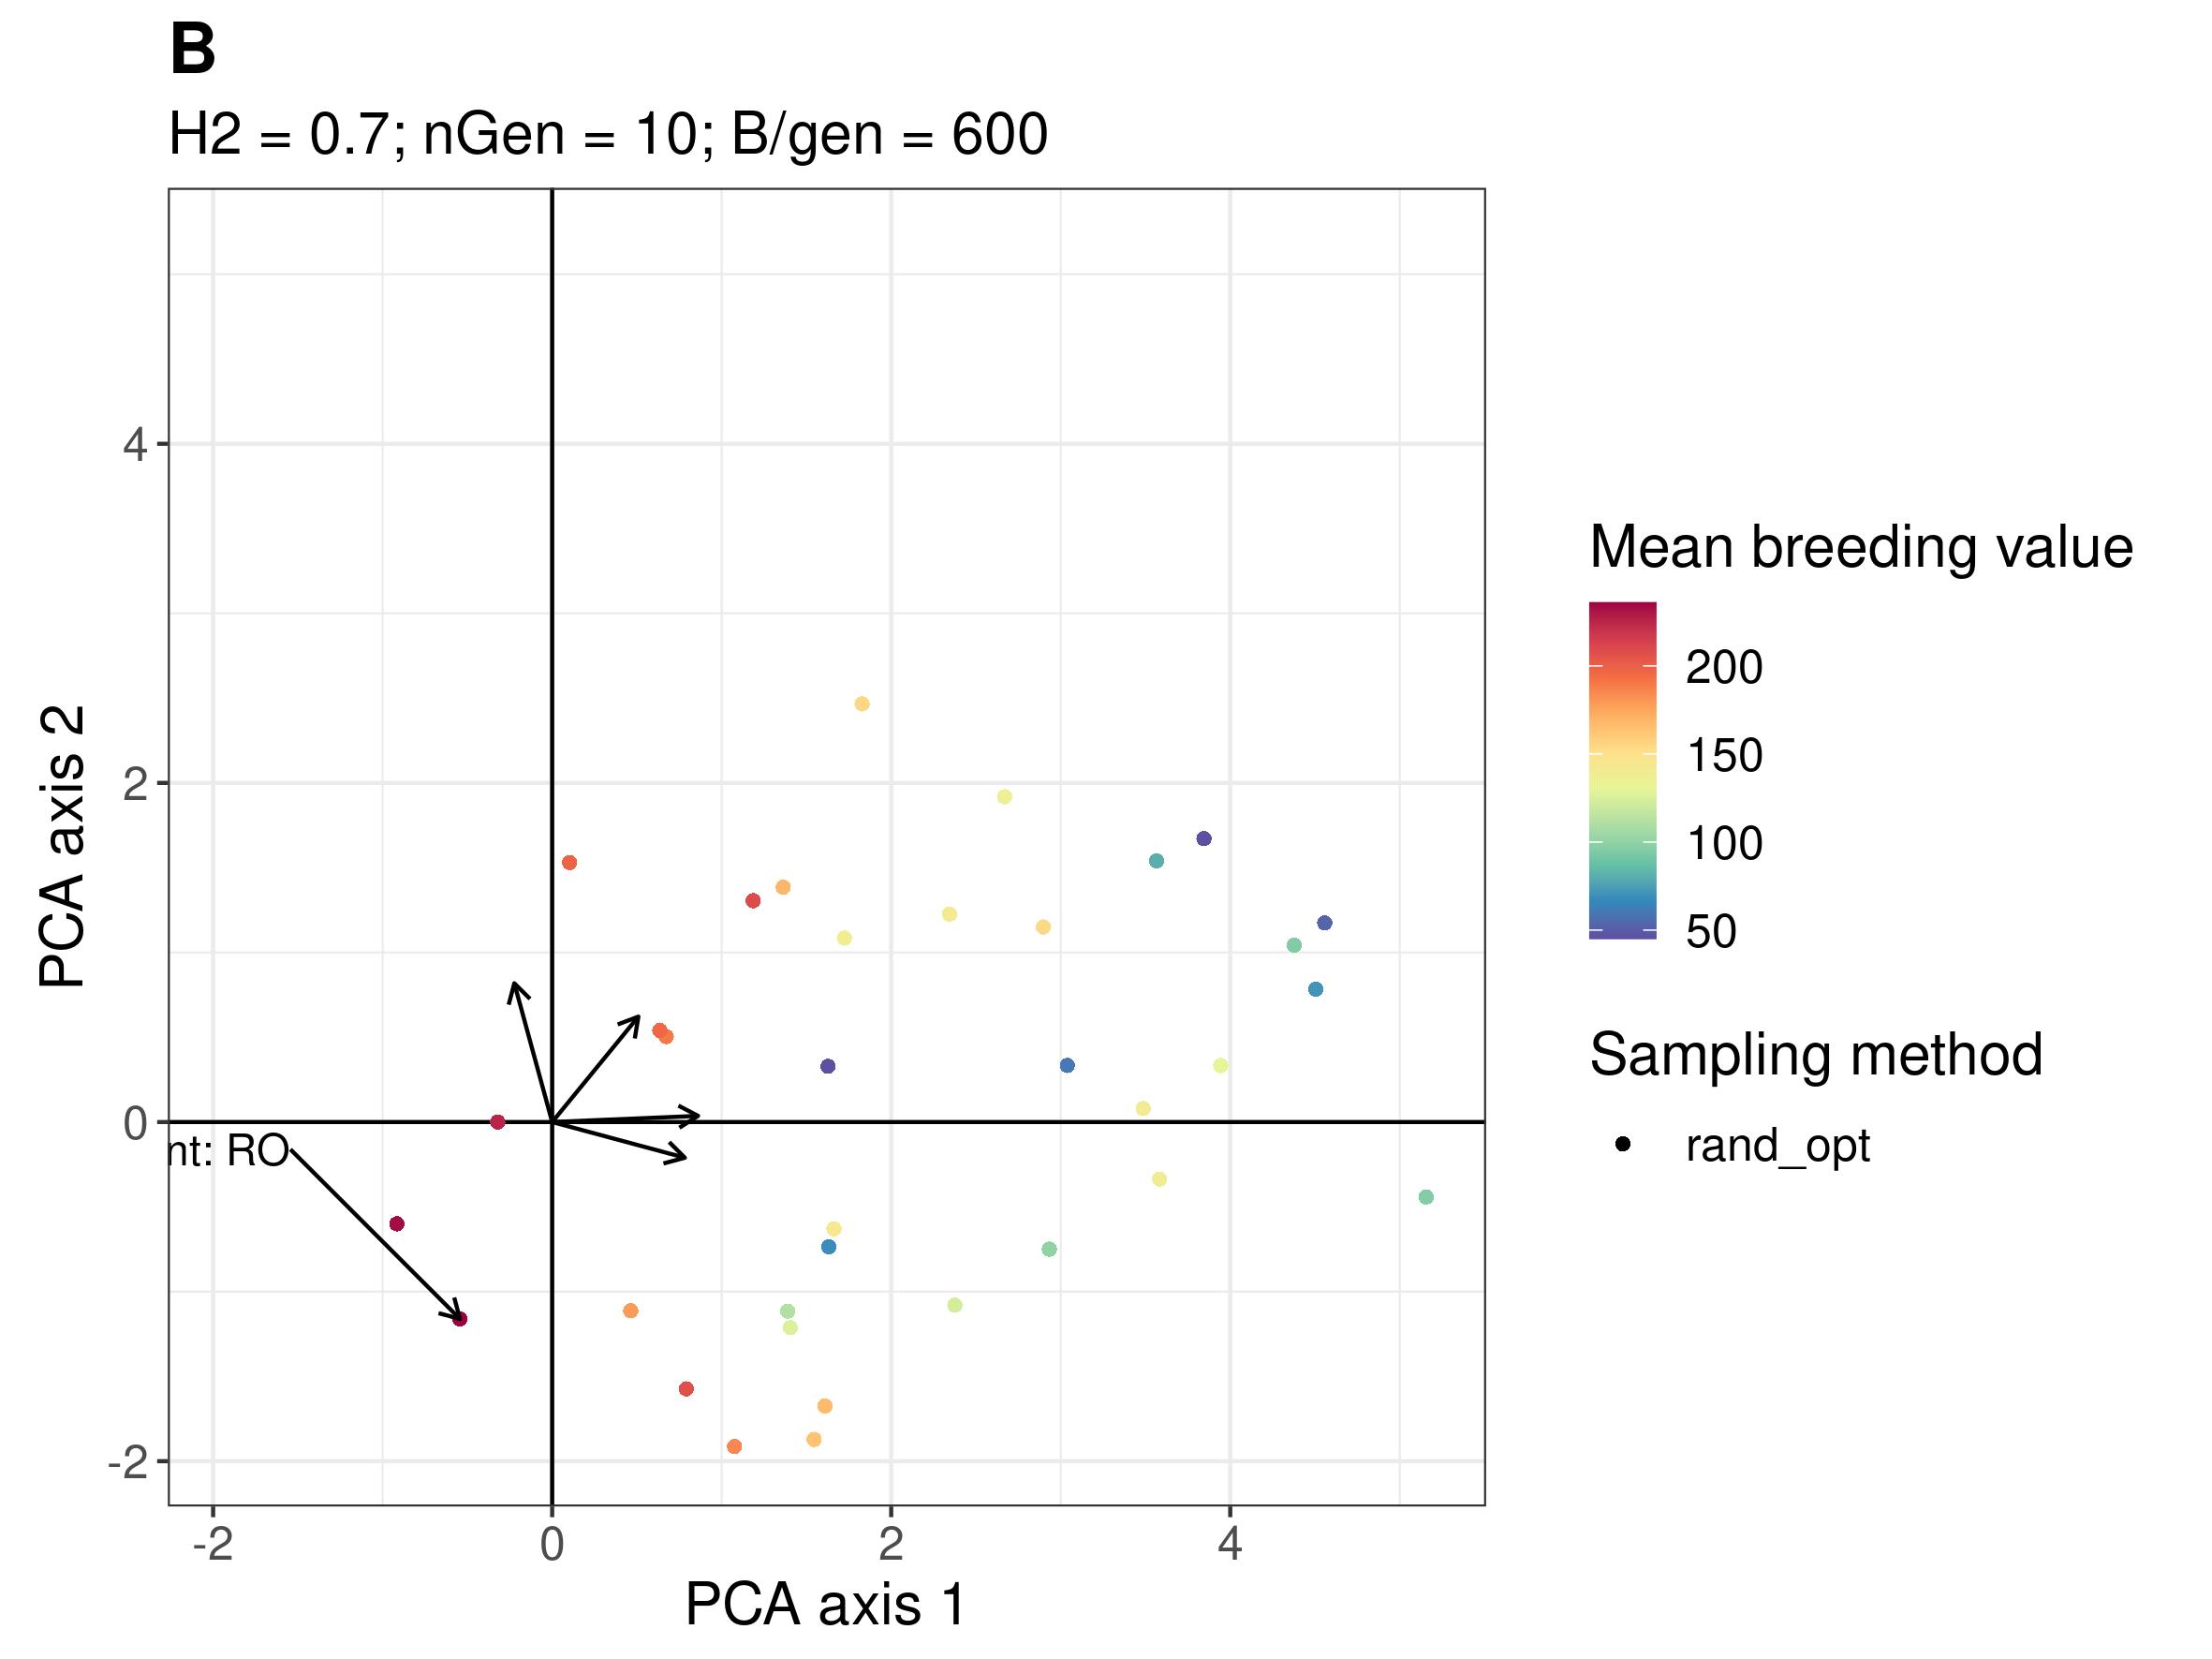 B
H2 = 0.7; nGen = 10; B/gen = 600
PCA axis 2
4
2
0
-2
nt: RO
-2
0
2
4
PCA axis 1
Mean breeding value
200
150
100
50
Sampling method
rand_opt